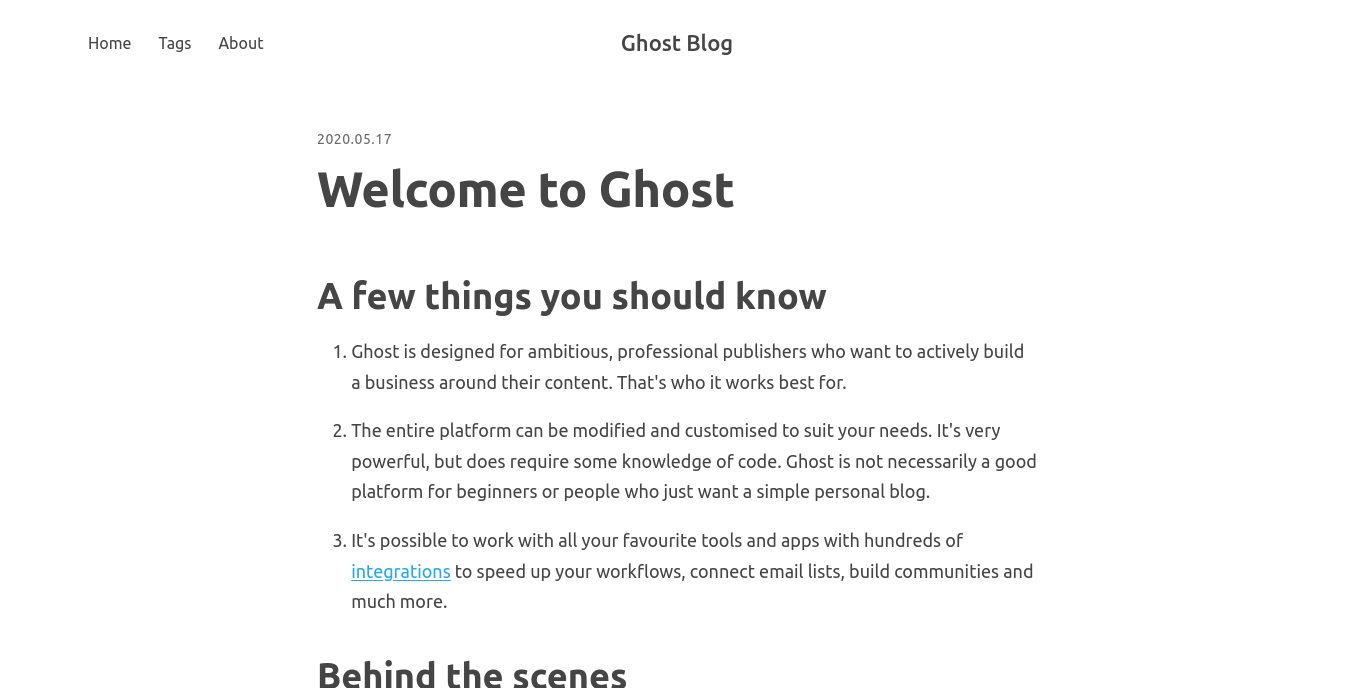 Home Tags About Ghost Blog
2020.05.17
Welcome to Ghost
A few things you should know
1. Ghost is designed for ambitious, professional publishers who want to actively build
a business around their content. That's who it works best for.
2. The entire platform can be modified and customised to suit your needs. It's very
powerful, but does require some knowledge of code. Ghost is not necessarily a good
platform for beginners or people who just want a simple personal blog.
3. It's possible to work with all your favourite tools and apps with hundreds of
integrations to speed up your workflows, connect email lists, build communities and
much more.
Behind the scenes